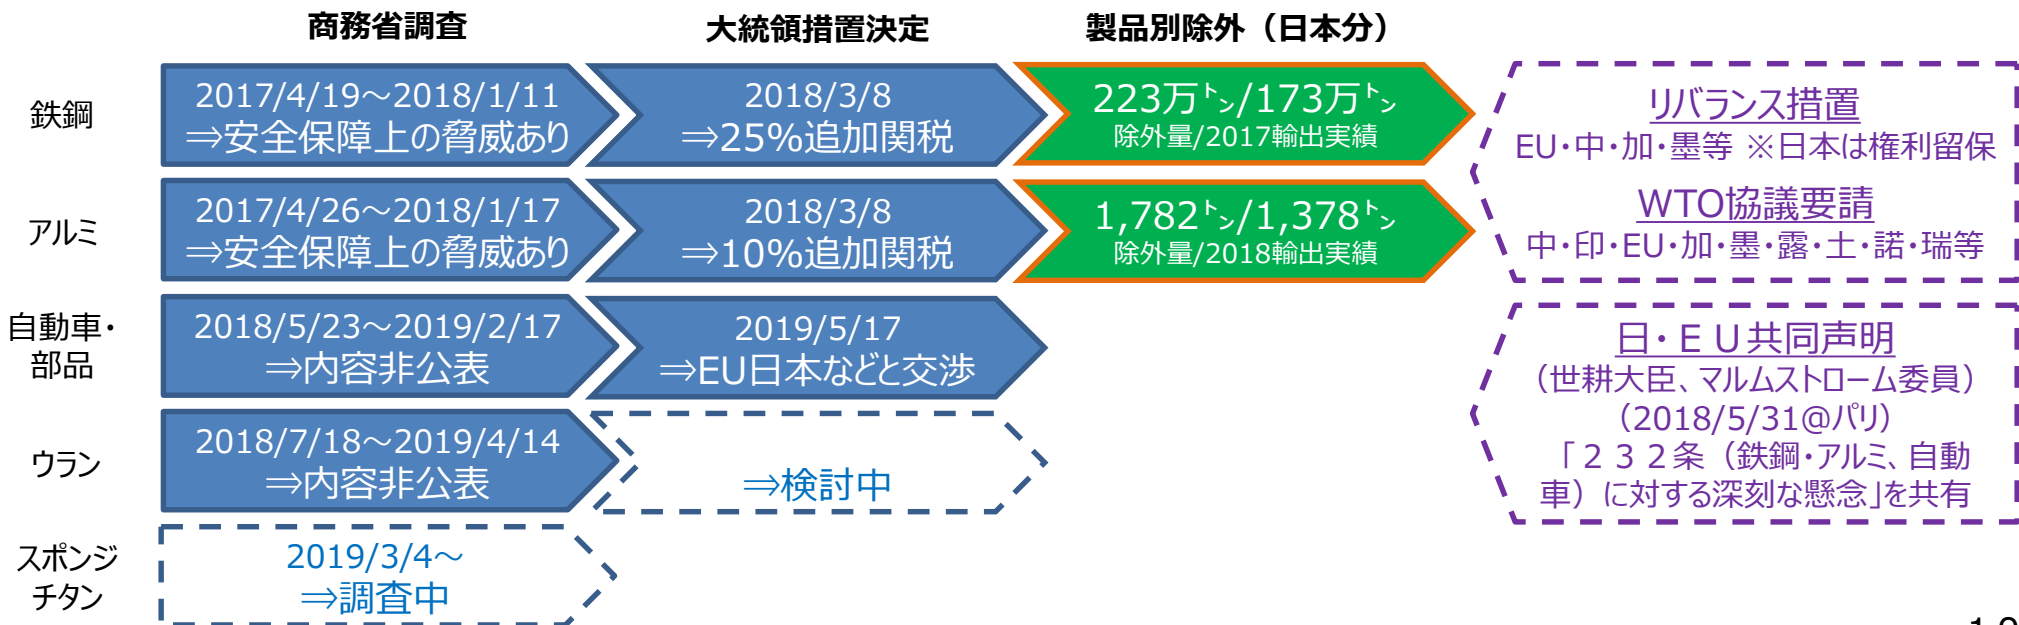 商務省調査
大統領措置決定
製品別除外（日本分）
鉄鋼
2017/4/19～2018/1/11
⇒安全保障上の脅威あり
2018/3/8
⇒25%追加関税
223万㌧/173万㌧
除外量/2017輸出実績
アルミ
2017/4/26～2018/1/17
⇒安全保障上の脅威あり
2018/3/8
⇒10%追加関税
1,782㌧/1,378㌧
除外量/2018輸出実績
リバランス措置
EU・中・加・墨等 ※日本は権利留保
WTO協議要請
中・印・EU・加・墨・露・土・諾・瑞等
自動車・
部品
2018/5/23～2019/2/17
⇒内容非公表
2019/5/17
⇒EU日本などと交渉
ウラン
2018/7/18～2019/4/14
⇒内容非公表
⇒検討中
日・ＥＵ共同声明
（世耕大臣、マルムストローム委員）
（2018/5/31@パリ）
「２３２条（鉄鋼・アルミ、自動
車）に対する深刻な懸念」を共有
スポンジ
チタン
2019/3/4～
⇒調査中